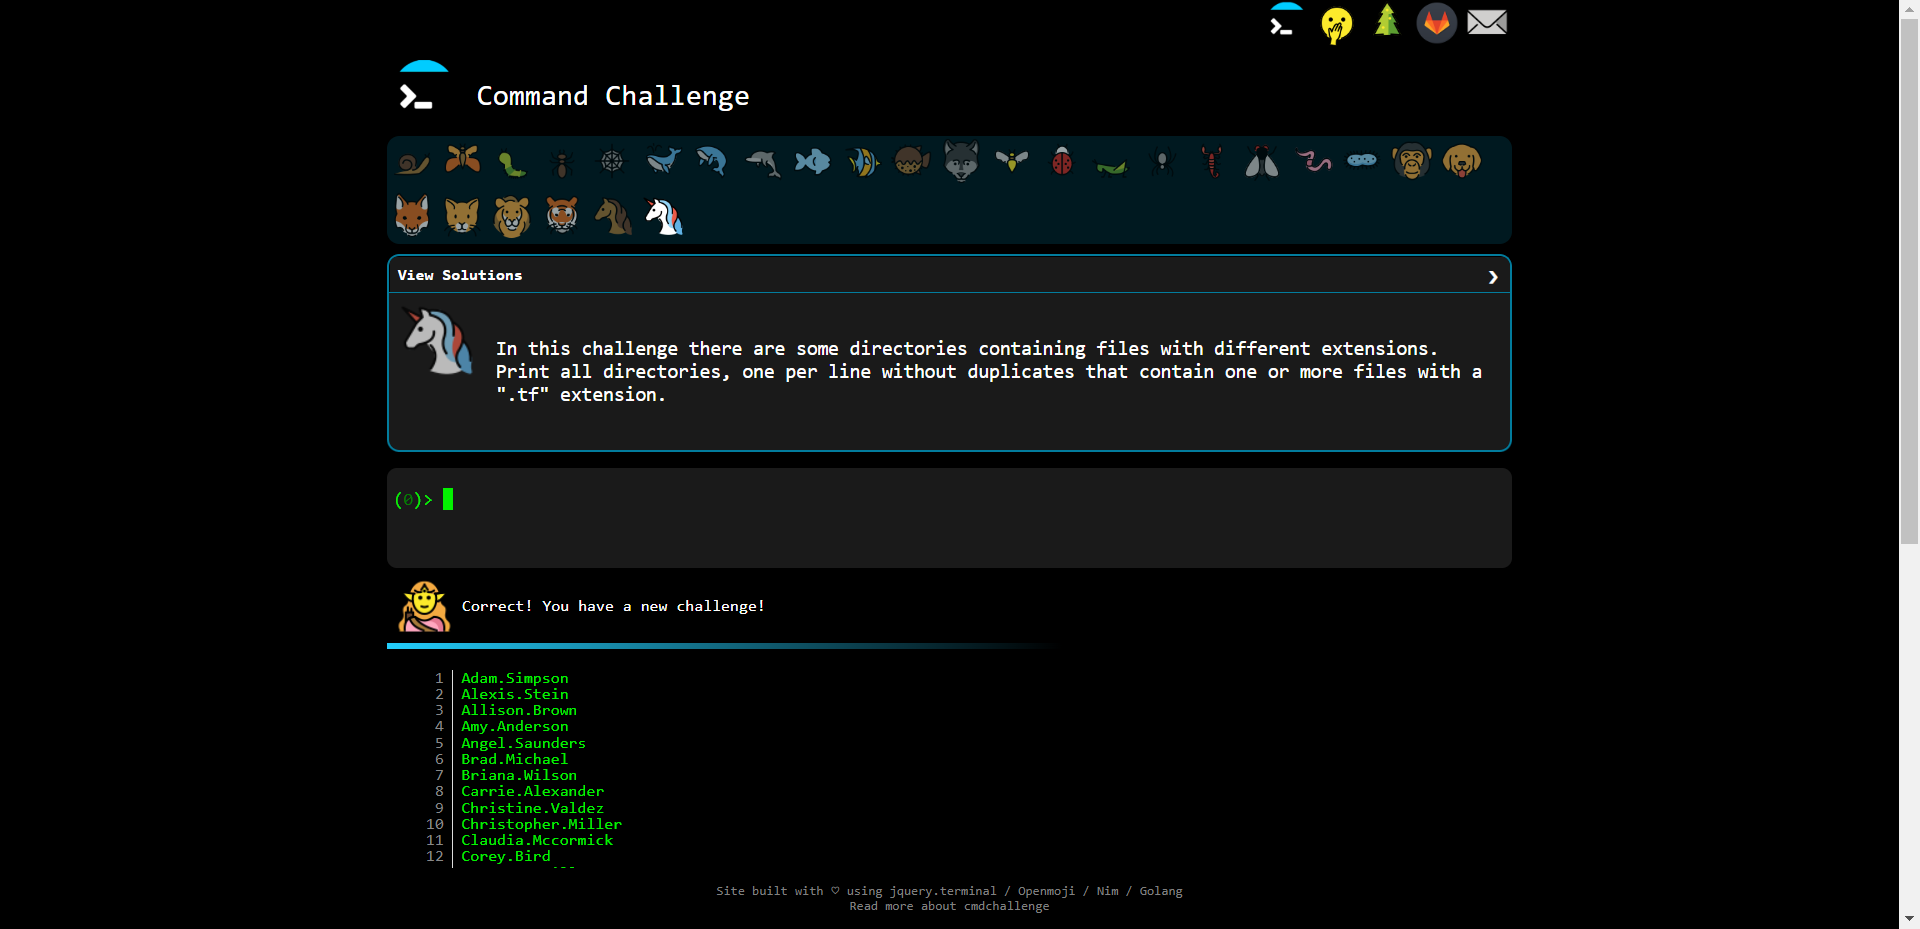 Command Challenge
View Solutions
In this challenge there are some directories containing files with different extensions.
Print all directories, one per line without duplicates that contain one or more files with a
".tf" extension.
(0)>
Correct! You have a new challenge!
1 Adam.Simpson
2 Alexis.Stein
3 Allison.Brown
4 Amy.Anderson
5 Angel.Saunders
6 Brad.Michael
7 Briana.Wilson
8 Carrie.Alexander
9 Christine.Valdez
10 Christopher.Miller
11 Claudia.Mccormick
12 Corey.Bird
Site built with ♡ using jquery.terminal / Openmoji / Nim / Golang
Read more about cmdchallenge